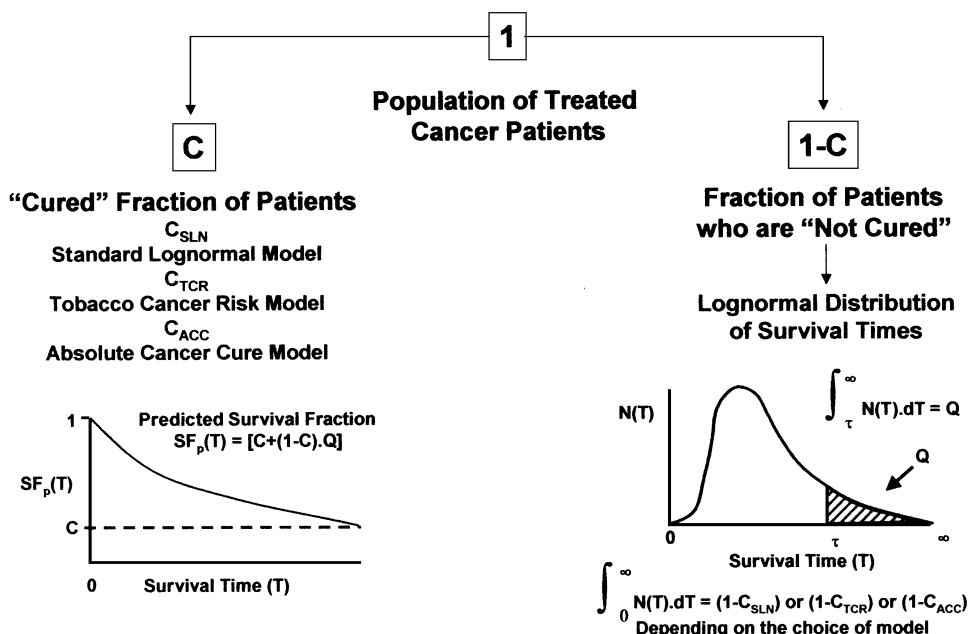 1
Population of Treated
Cancer Patients
C
"Cured" Fraction of Patients
C_SLN
Standard Lognormal Model
C_TCR
Tobacco Cancer Risk Model
C_ACC
Absolute Cancer Cure Model
1
Predicted Survival Fraction
SF_p(T) = [C+(1-C).Q]
SF_p(T)
C
0
Survival Time (T)
1-C
Fraction of Patients
who are "Not Cured"
Lognormal Distribution
of Survival Times
N(T)
∫_τ^∞ N(T).dT = Q
Q
0
τ
∞
Survival Time (T)
∫_0^∞ N(T).dT = (1-C_SLN) or (1-C_TCR) or (1-C_ACC)
Depending on the choice of model